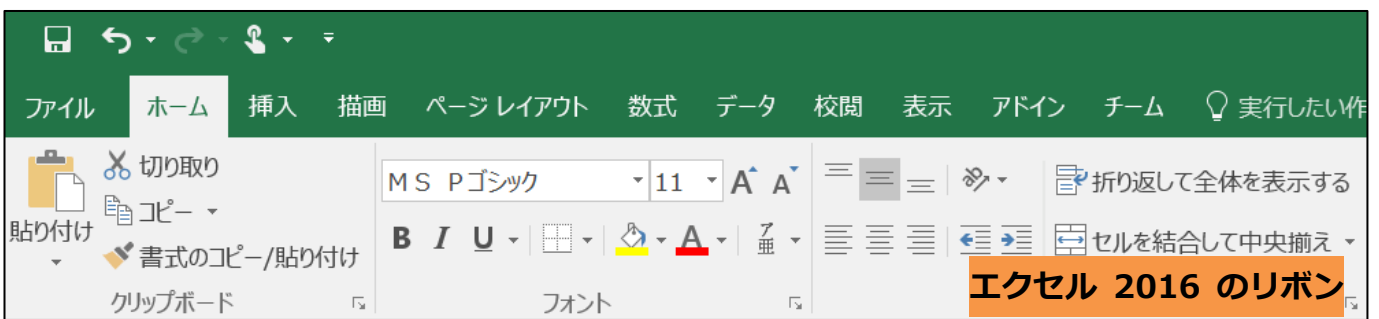 ファイル ホーム 挿入 描画 ページ レイアウト 数式 データ 校閲 表示 アドイン チーム 実行したい作
切り取り
コピー
貼り付け
書式のコピー/貼り付け
クリップボード
ＭＳ Ｐゴシック 11 A A
B I U A ア亜
フォント
折り返して全体を表示する
セルを結合して中央揃え
エクセル 2016 のリボン